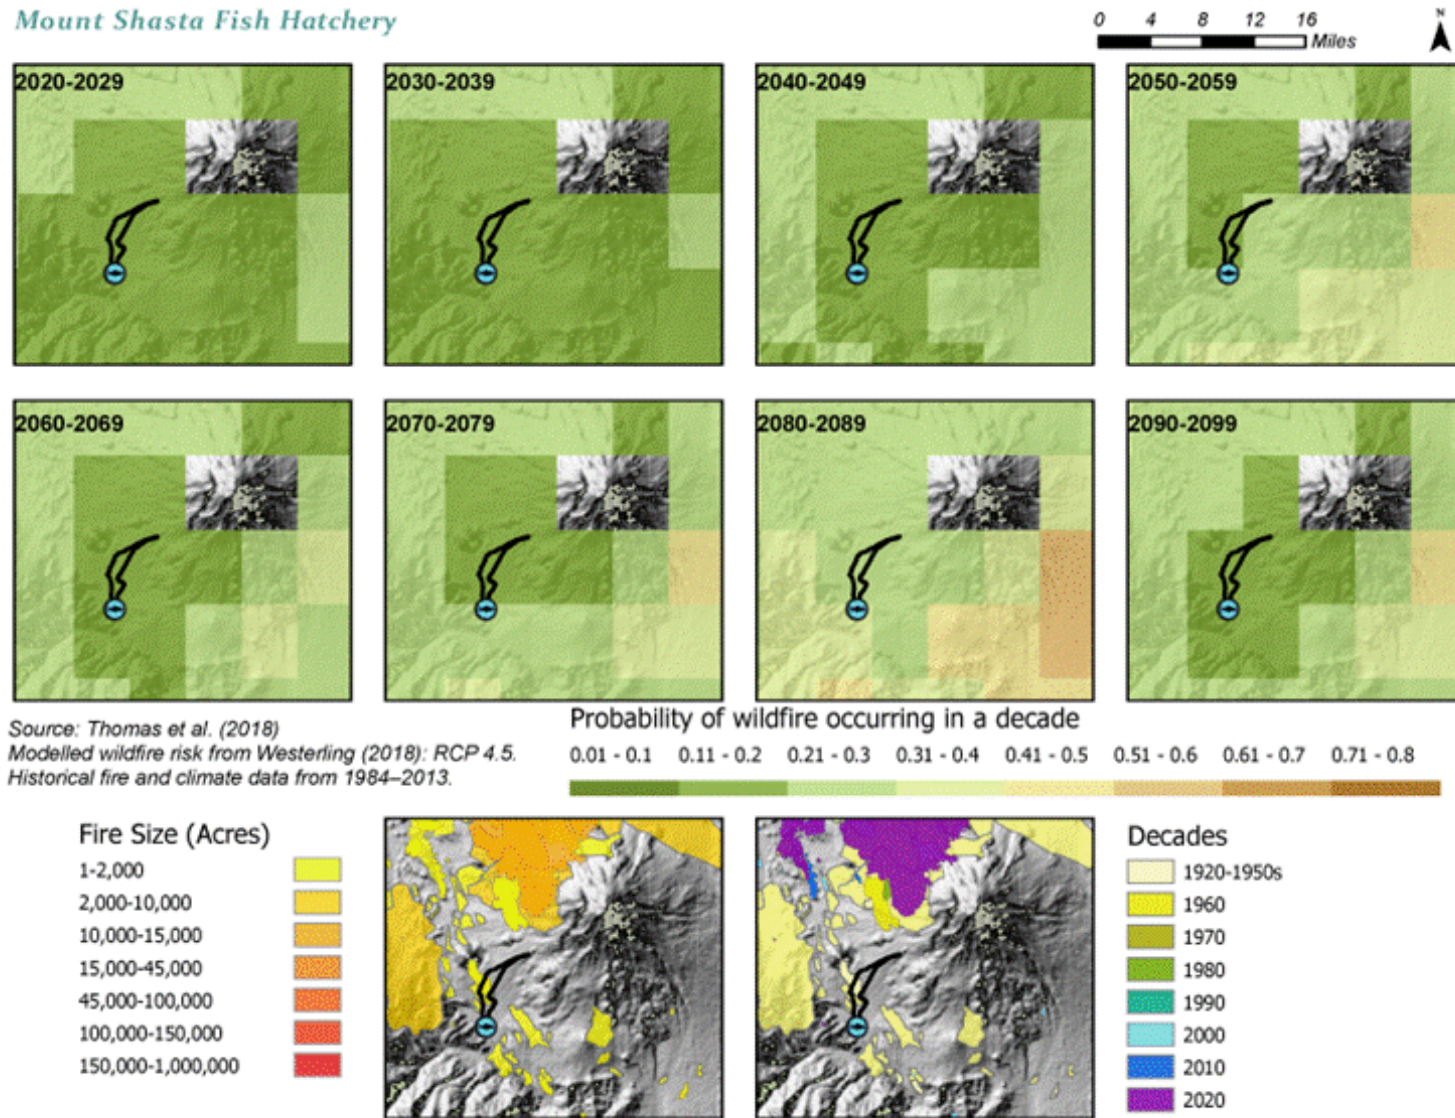 Mount Shasta Fish Hatchery
0 4 8 12 16
Miles
N
2020-2029
2030-2039
2040-2049
2050-2059
2060-2069
2070-2079
2080-2089
2090-2099
Source: Thomas et al. (2018)
Modelled wildfire risk from Westerling (2018): RCP 4.5.
Historical fire and climate data from 1984–2013.
Probability of wildfire occurring in a decade
0.01 - 0.1 0.11 - 0.2 0.21 - 0.3 0.31 - 0.4 0.41 - 0.5 0.51 - 0.6 0.61 - 0.7 0.71 - 0.8
Fire Size (Acres)
1-2,000
2,000-10,000
10,000-15,000
15,000-45,000
45,000-100,000
100,000-150,000
150,000-1,000,000
Decades
1920-1950s
1960
1970
1980
1990
2000
2010
2020